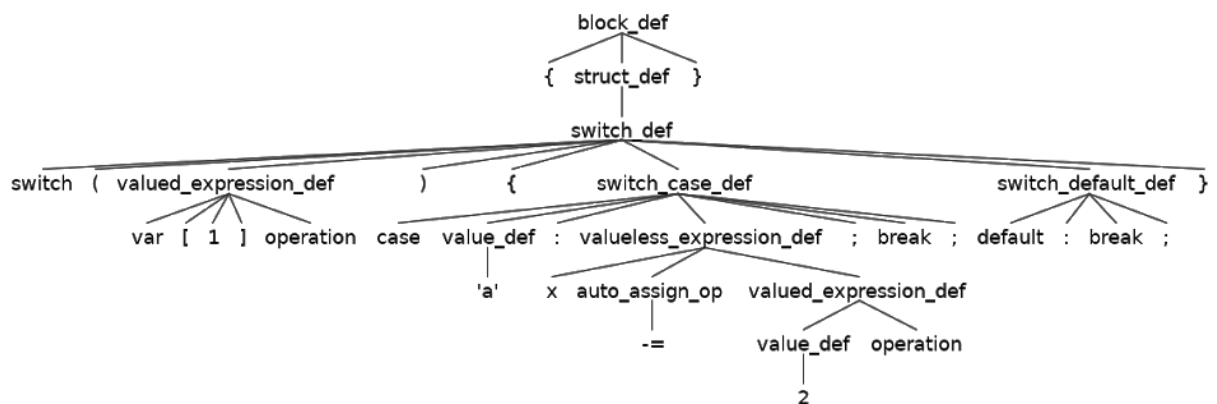 block_def
{ struct_def }
switch_def
switch ( valued_expression_def ) { switch_case_def switch_default_def }
var [ 1 ] operation case value_def : valueless_expression_def ; break ; default : break ;
'a' x auto_assign_op valued_expression_def
-= value_def operation
2